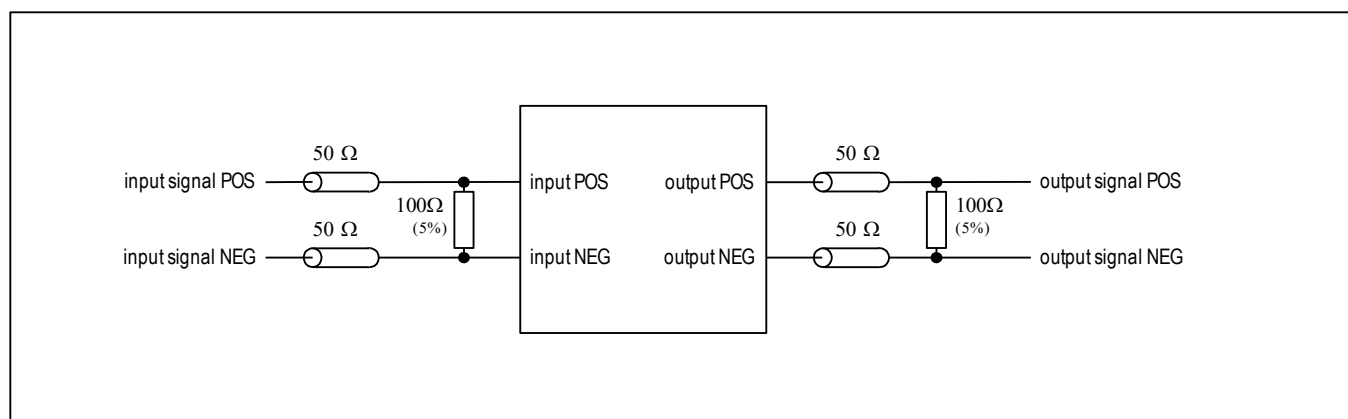 50 Ω
50 Ω
input signal POS
input POS
output POS
output signal POS
100Ω
100Ω
(5%)
(5%)
50 Ω
50 Ω
input signal NEG
input NEG
output NEG
output signal NEG